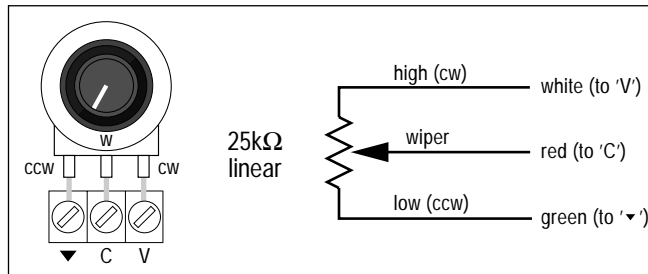 W
ccw cw
▼ C V
25kΩ
linear
high (cw) white (to 'V')
wiper red (to 'C')
low (ccw) green (to '▼')